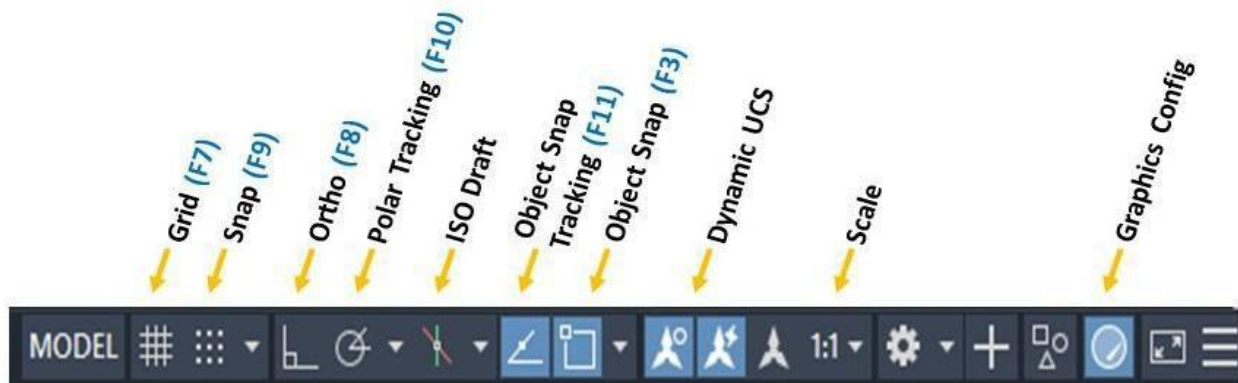 Grid (F7)
Snap (F9)
Ortho (F8)
Polar Tracking (F10)
ISO Draft
Object Snap
Tracking (F11)
Object Snap (F3)
Dynamic UCS
Scale
Graphics Config
MODEL
1:1